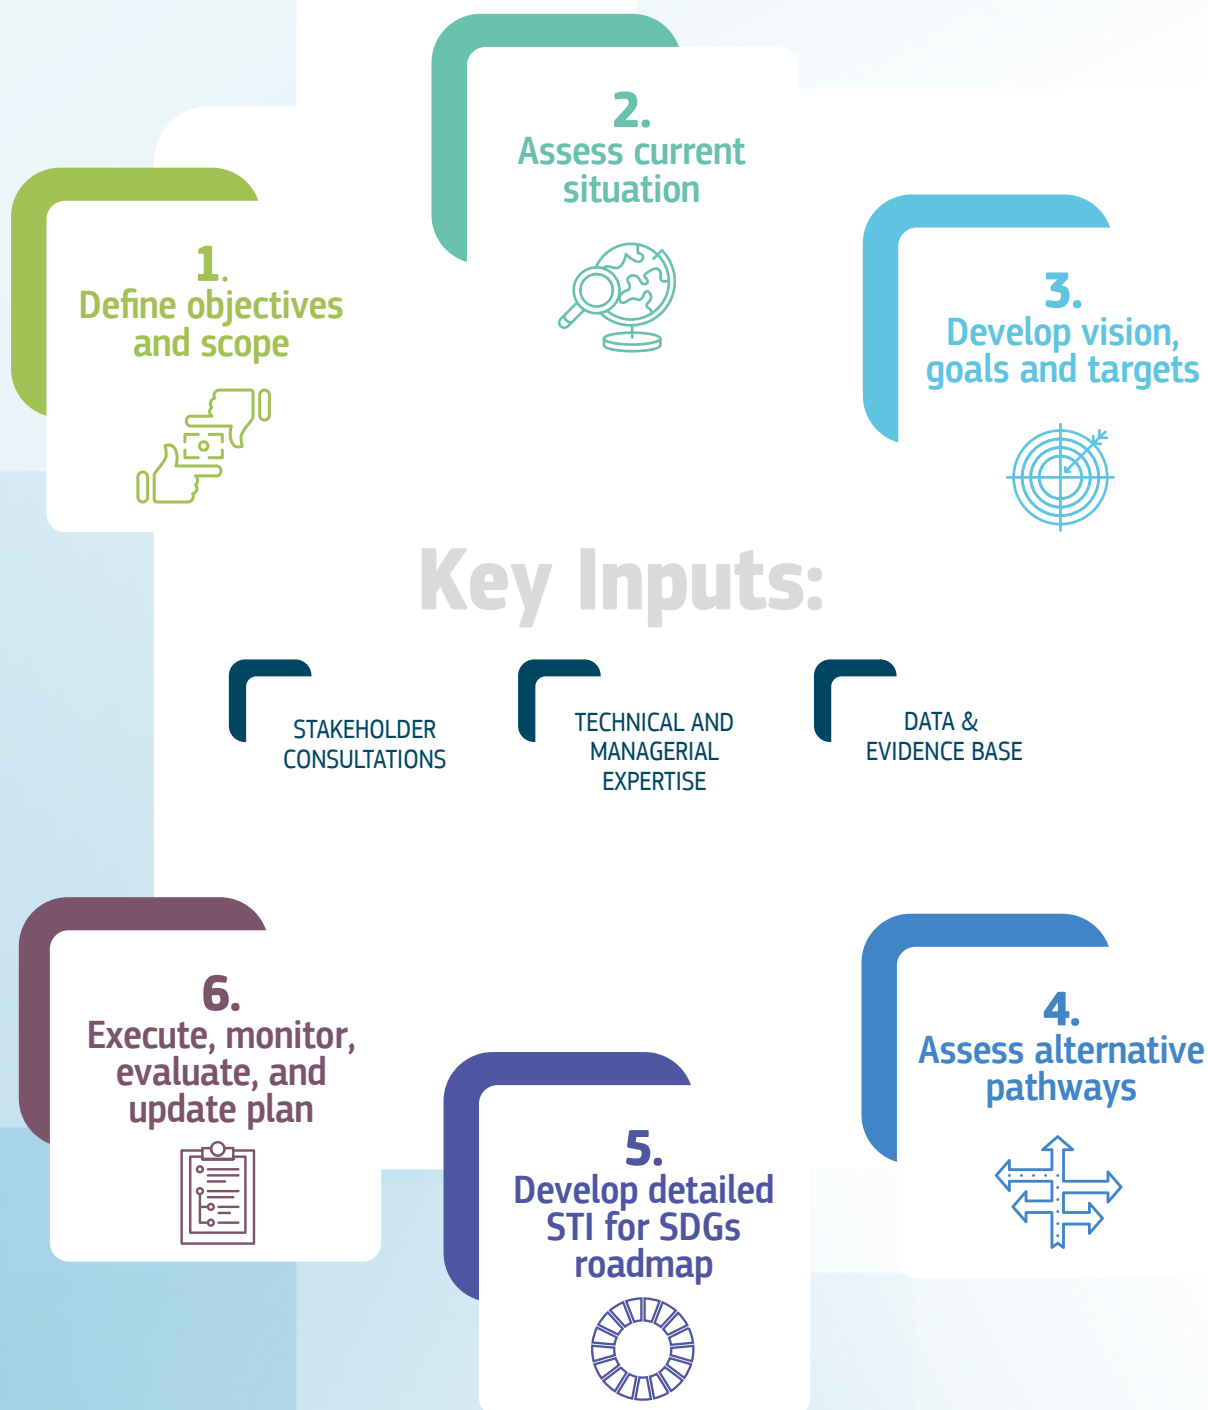 1.
Define objectives
and scope
2.
Assess current
situation
3.
Develop vision,
goals and targets
Key Inputs:
STAKEHOLDER
CONSULTATIONS
TECHNICAL AND
MANAGERIAL
EXPERTISE
DATA &
EVIDENCE BASE
4.
Assess alternative
pathways
5.
Develop detailed
STI for SDGs
roadmap
6.
Execute, monitor,
evaluate, and
update plan